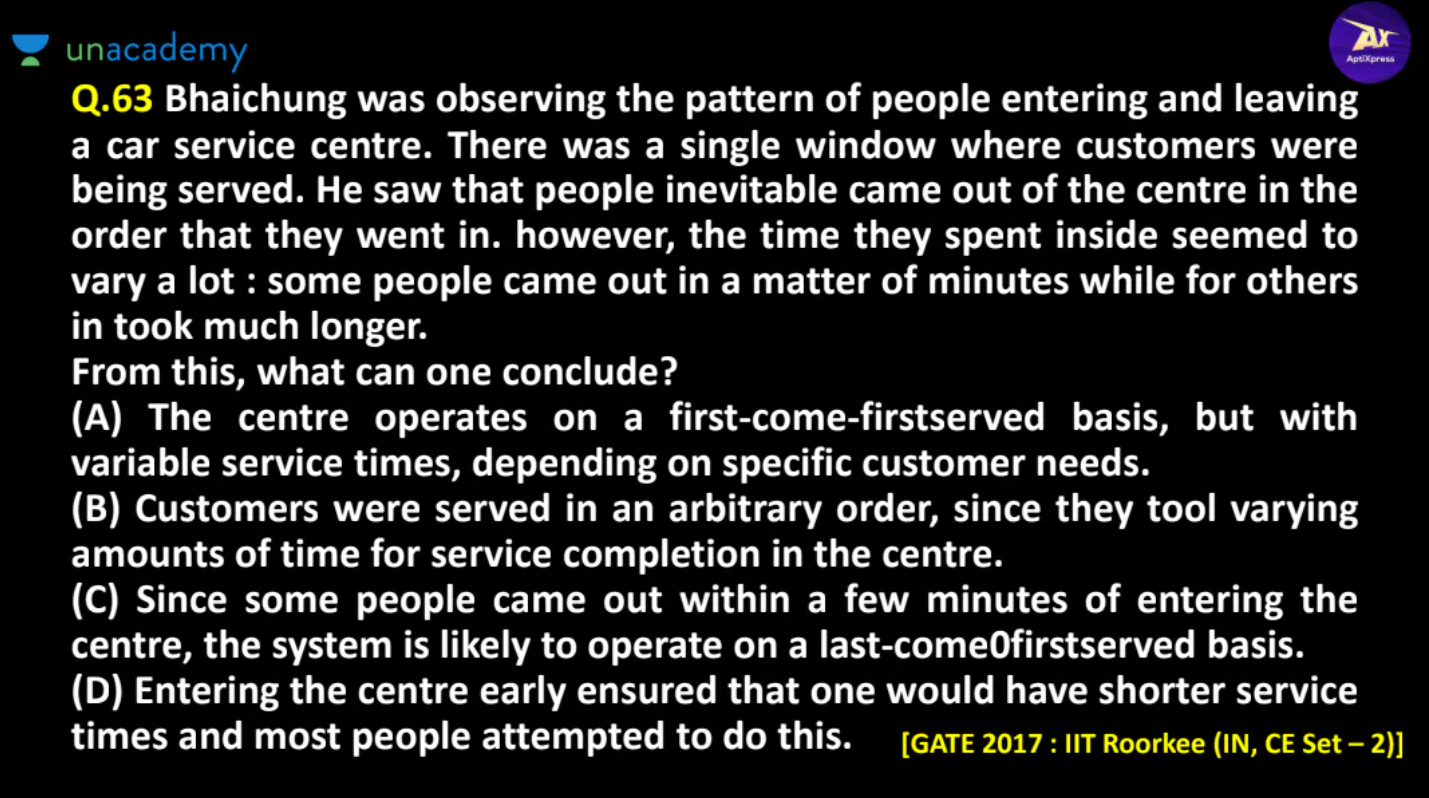 unacademy
AX
AptiXpress
Q.63 Bhaichung was observing the pattern of people entering and leaving
a car service centre. There was a single window where customers were
being served. He saw that people inevitable came out of the centre in the
order that they went in. however, the time they spent inside seemed to
vary a lot : some people came out in a matter of minutes while for others
in took much longer.
From this, what can one conclude?
(A) The centre operates on a first-come-firstserved basis, but with
variable service times, depending on specific customer needs.
(B) Customers were served in an arbitrary order, since they tool varying
amounts of time for service completion in the centre.
(C) Since some people came out within a few minutes of entering the
centre, the system is likely to operate on a last-come0firstserved basis.
(D) Entering the centre early ensured that one would have shorter service
times and most people attempted to do this.
[GATE 2017 : IIT Roorkee (IN, CE Set – 2)]